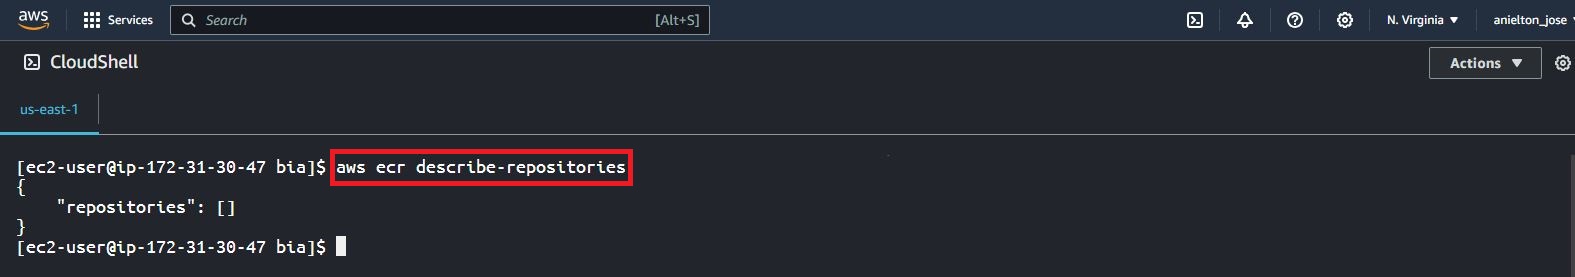 aws Services Search [Alt+S] N. Virginia anielton_jose
CloudShell Actions
us-east-1
[ec2-user@ip-172-31-30-47 bia]$ aws ecr describe-repositories
{
    "repositories": []
}
[ec2-user@ip-172-31-30-47 bia]$